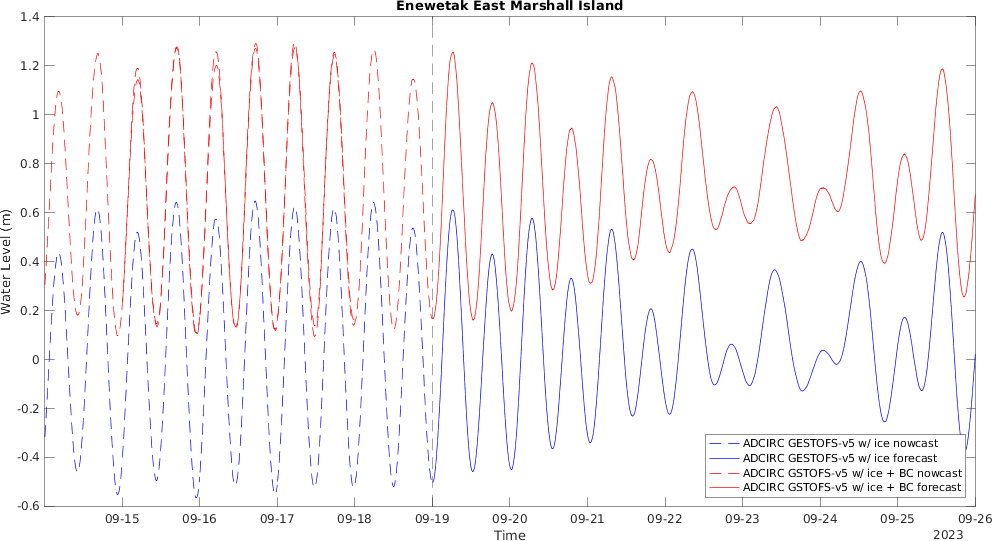 Enewetak East Marshall Island
1.4
1.2
1
0.8
0.6
0.4
0.2
0
-0.2
-0.4
-0.6
Water Level (m)
ADCIRC GESTOFS-v5 w/ ice nowcast
ADCIRC GESTOFS-v5 w/ ice forecast
ADCIRC GSTOFS-v5 w/ ice + BC nowcast
ADCIRC GSTOFS-v5 w/ ice + BC forecast
09-15 09-16 09-17 09-18 09-19 09-20 09-21 09-22 09-23 09-24 09-25 09-26
Time
2023